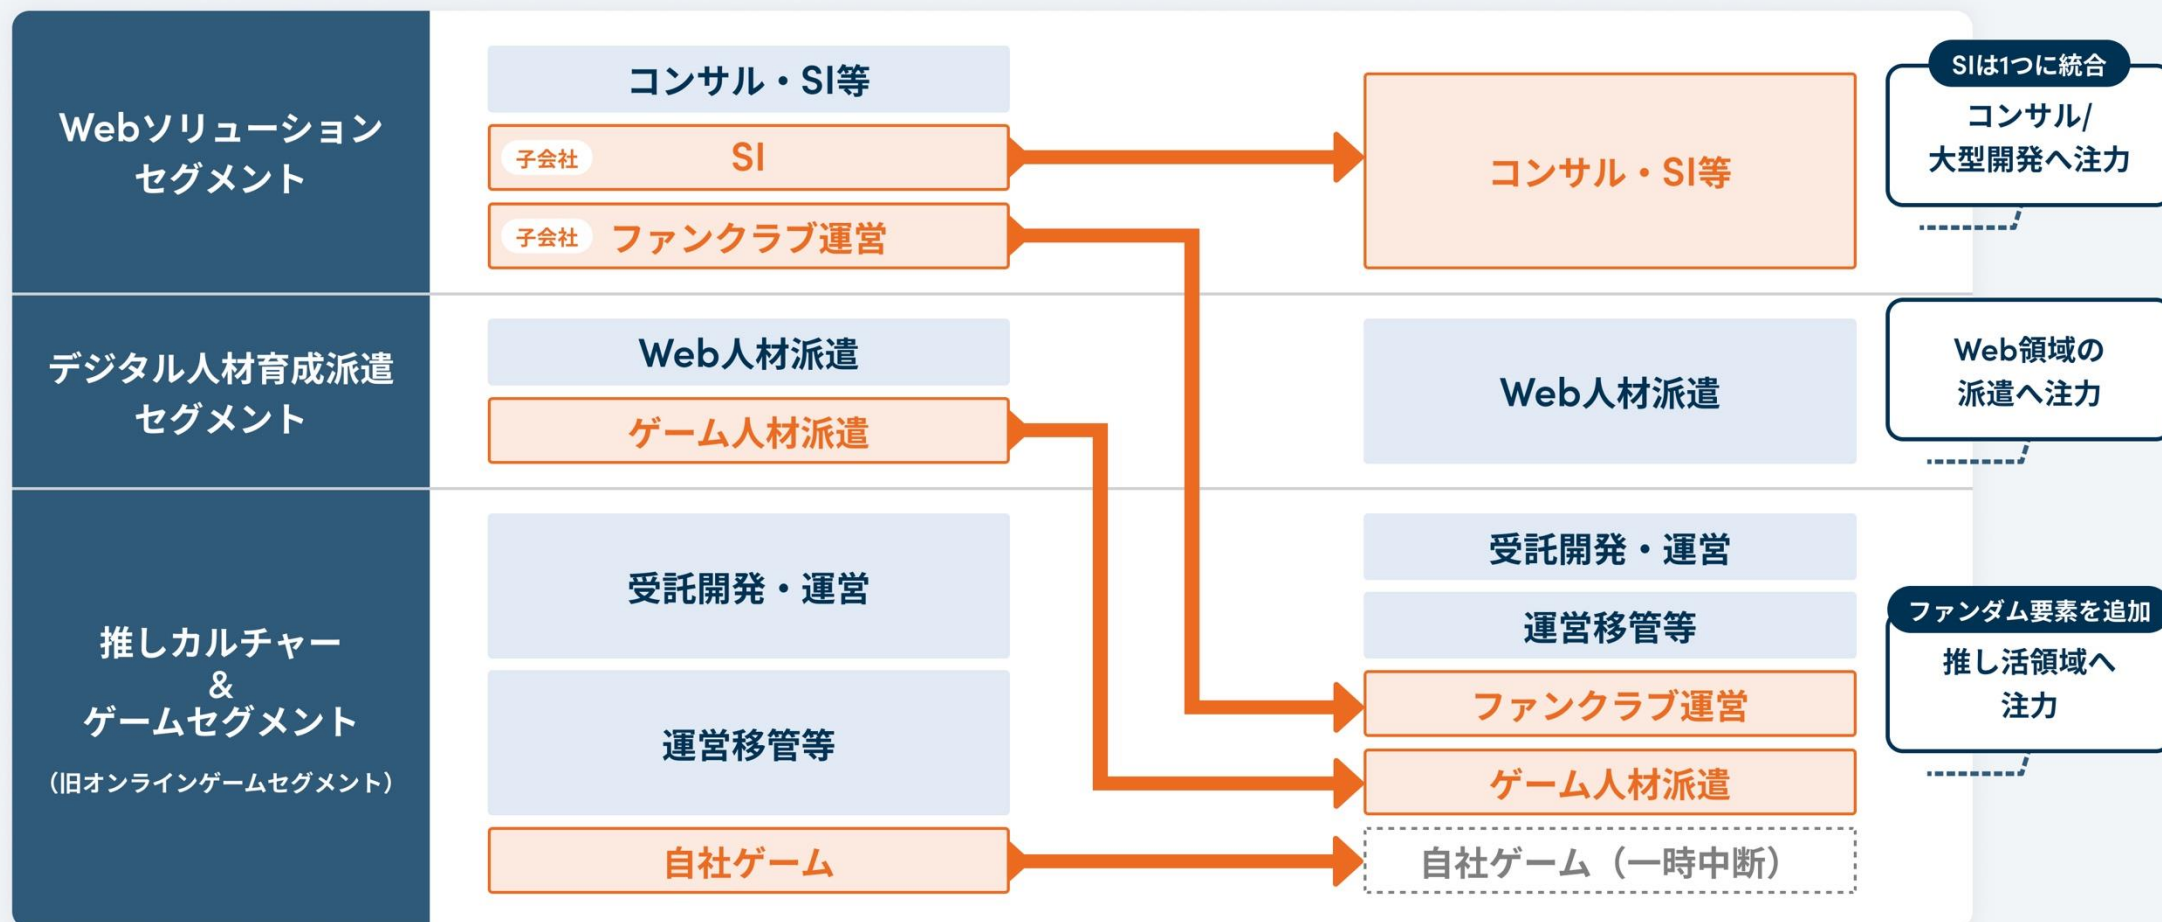 Webソリューション
セグメント
コンサル・SI等
子会社 SI
子会社 ファンクラブ運営
コンサル・SI等
SIは1つに統合
コンサル/
大型開発へ注力
デジタル人材育成派遣
セグメント
Web人材派遣
ゲーム人材派遣
Web人材派遣
Web領域の
派遣へ注力
推しカルチャー
&
ゲームセグメント
（旧オンラインゲームセグメント）
受託開発・運営
運営移管等
自社ゲーム
受託開発・運営
運営移管等
ファンクラブ運営
ゲーム人材派遣
自社ゲーム（一時中断）
ファンダム要素を追加
推し活領域へ
注力